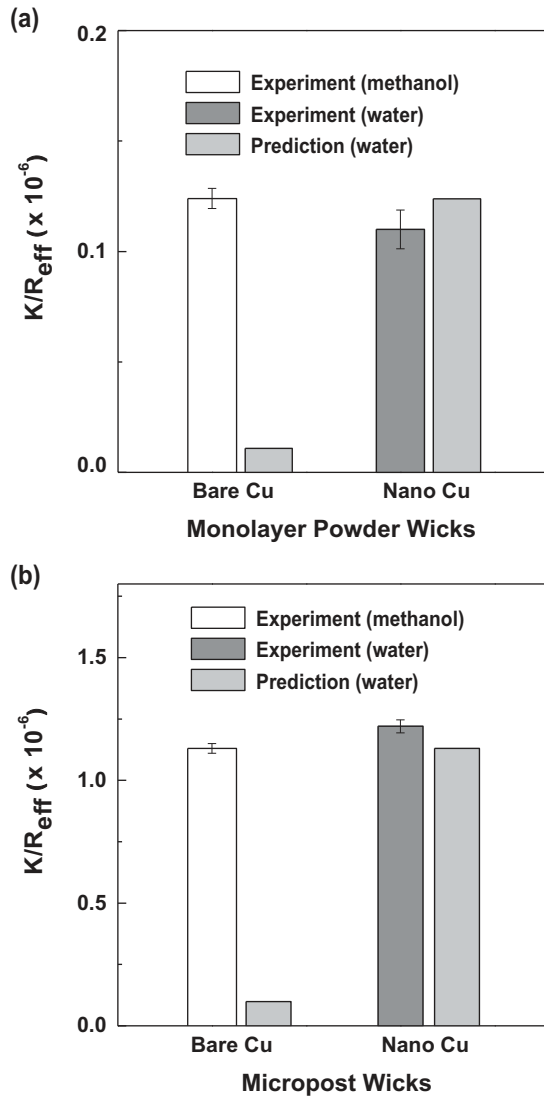 (a)
0.2
Experiment (methanol)
Experiment (water)
Prediction (water)
K/Reff (x 10-6)
0.1
0.0
Bare Cu Nano Cu
Monolayer Powder Wicks
(b)
Experiment (methanol)
Experiment (water)
Prediction (water)
1.5
K/Reff (x 10-6)
1.0
0.5
0.0
Bare Cu Nano Cu
Micropost Wicks